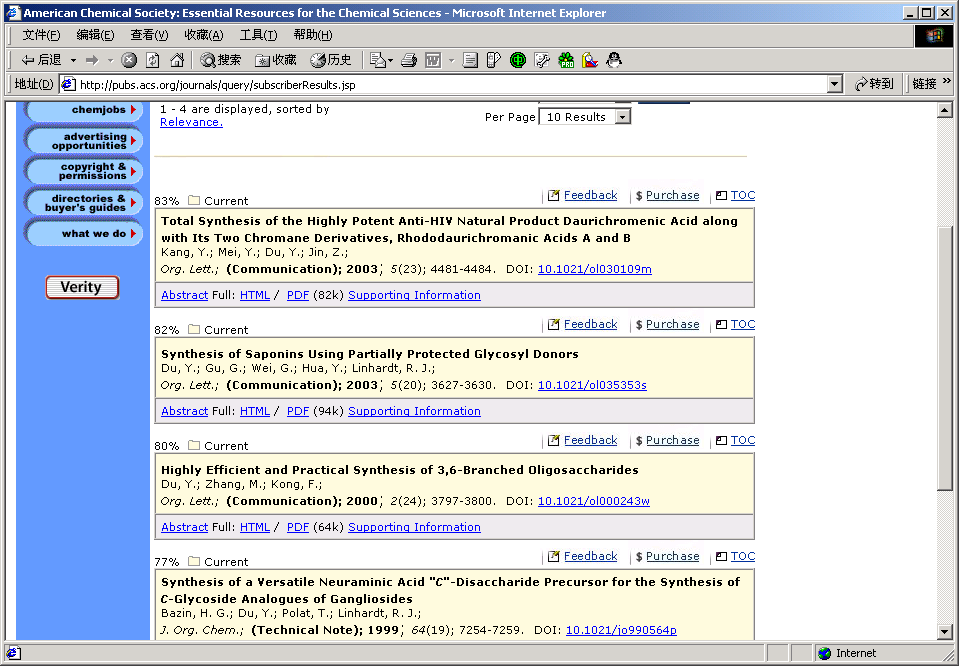 American Chemical Society: Essential Resources for the Chemical Sciences - Microsoft Internet Explorer
文件(F) 编辑(E) 查看(V) 收藏(A) 工具(T) 帮助(H)
后退 搜索 收藏 历史
地址(D) http://pubs.acs.org/journals/query/subscriberResults.jsp 转到 链接 »
chemjobs
advertising
opportunities
copyright &
permissions
directories &
buyer's guides
what we do
Verity
1 - 4 are displayed, sorted by
Relevance.
Per Page 10 Results
83% Current Feedback $ Purchase TOC
Total Synthesis of the Highly Potent Anti-HIV Natural Product Daurichromenic Acid along
with Its Two Chromane Derivatives, Rhododaurichromanic Acids A and B
Kang, Y.; Mei, Y.; Du, Y.; Jin, Z.;
Org. Lett.; (Communication); 2003; 5(23); 4481-4484. DOI: 10.1021/ol030109m
Abstract Full: HTML / PDF (82k) Supporting Information
82% Current Feedback $ Purchase TOC
Synthesis of Saponins Using Partially Protected Glycosyl Donors
Du, Y.; Gu, G.; Wei, G.; Hua, Y.; Linhardt, R. J.;
Org. Lett.; (Communication); 2003; 5(20); 3627-3630. DOI: 10.1021/ol035353s
Abstract Full: HTML / PDF (94k) Supporting Information
80% Current Feedback $ Purchase TOC
Highly Efficient and Practical Synthesis of 3,6-Branched Oligosaccharides
Du, Y.; Zhang, M.; Kong, F.;
Org. Lett.; (Communication); 2000; 2(24); 3797-3800. DOI: 10.1021/ol000243w
Abstract Full: HTML / PDF (64k) Supporting Information
77% Current Feedback $ Purchase TOC
Synthesis of a Versatile Neuraminic Acid "C"-Disaccharide Precursor for the Synthesis of
C-Glycoside Analogues of Gangliosides
Bazin, H. G.; Du, Y.; Polat, T.; Linhardt, R. J.;
J. Org. Chem.; (Technical Note); 1999; 64(19); 7254-7259. DOI: 10.1021/jo990564p
Internet